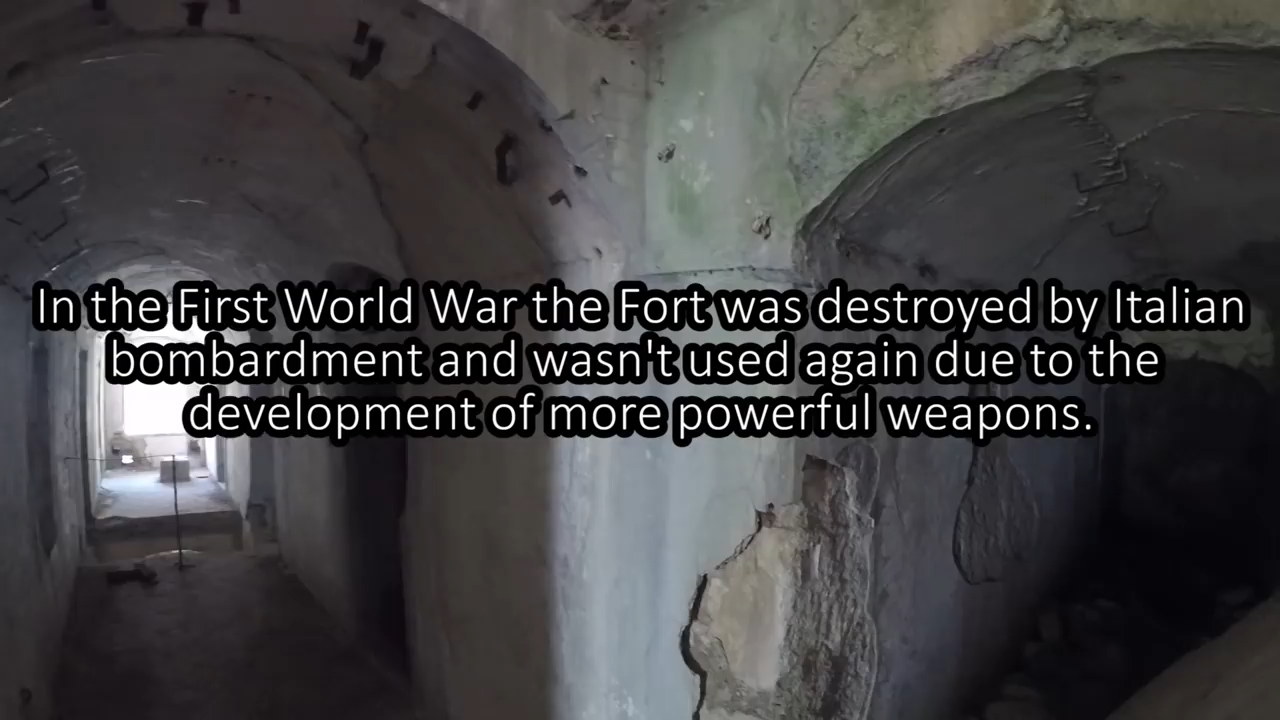 In the First World War the Fort was destroyed by Italian
bombardment and wasn't used again due to the
development of more powerful weapons.